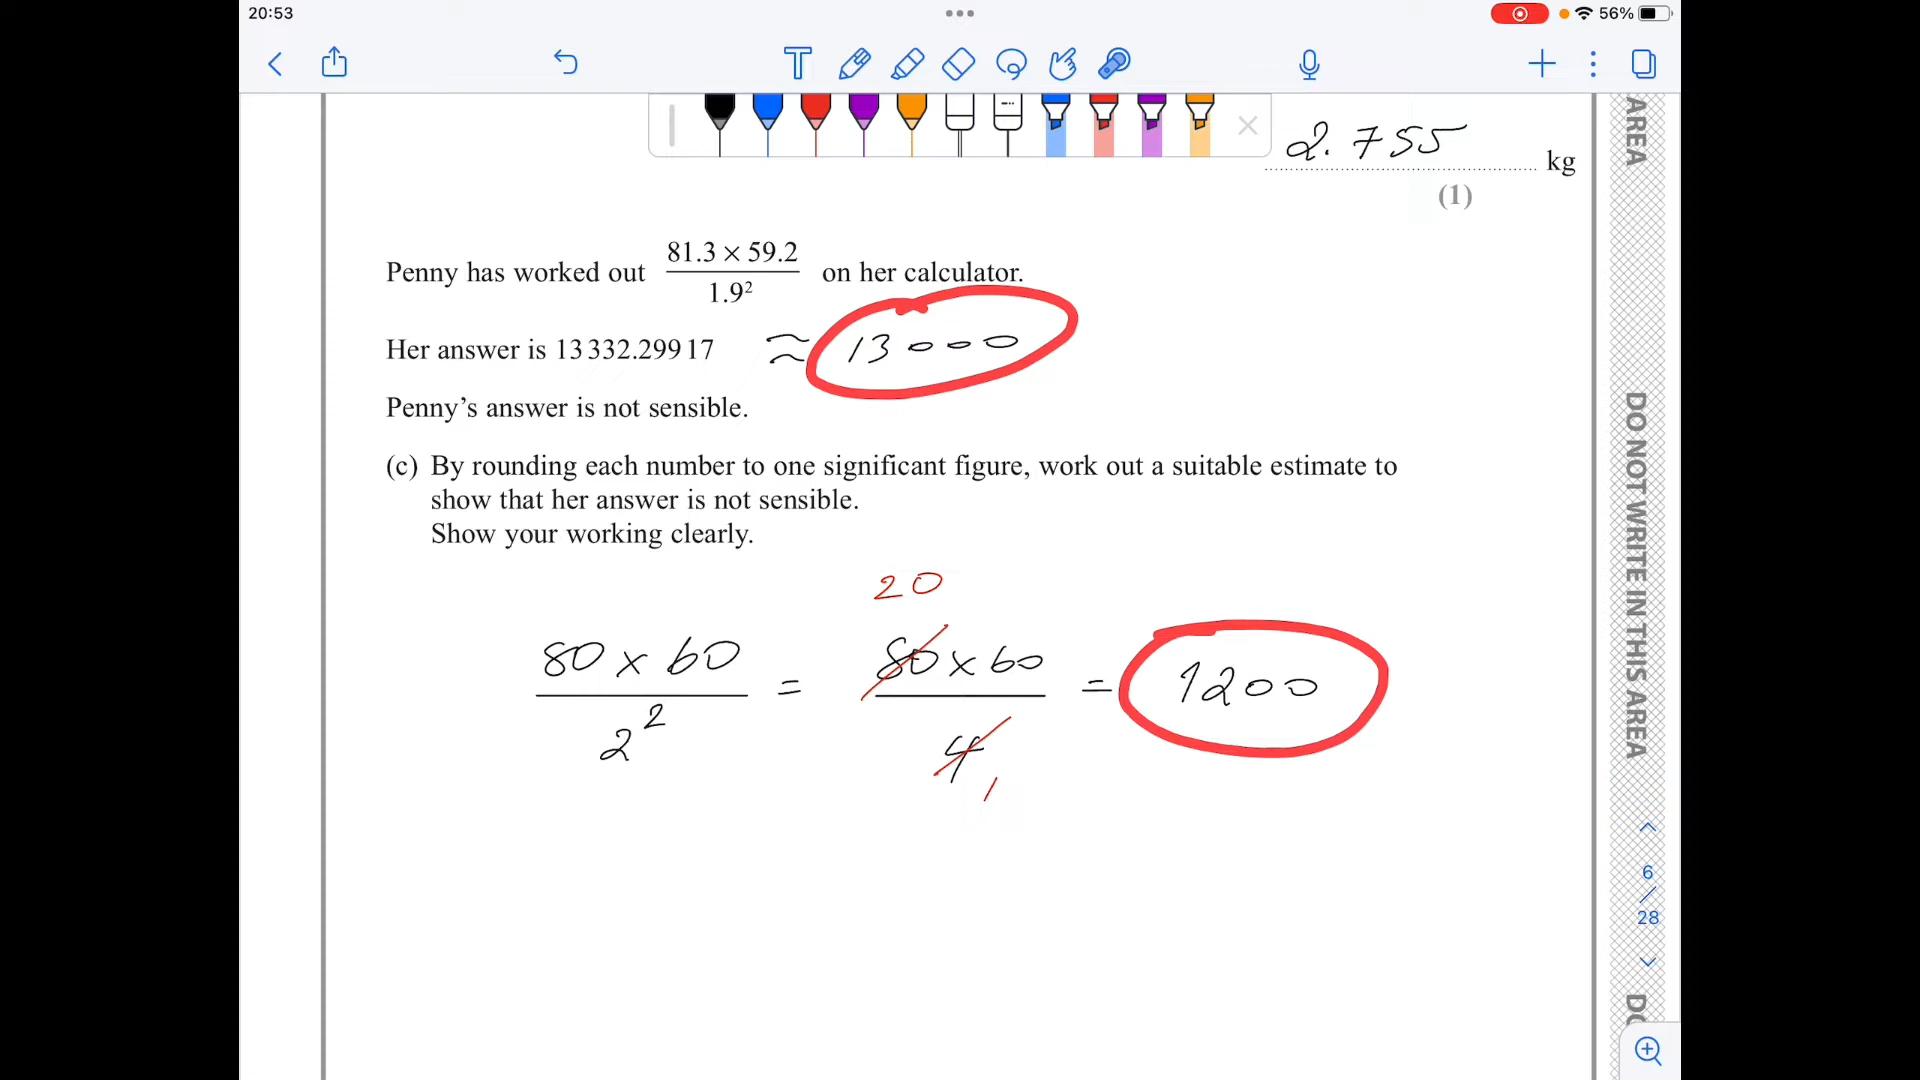 20:53
56%
T
2.755 kg
(1)
Penny has worked out 81.3 × 59.2 / 1.9² on her calculator.
Her answer is 13 332.299 17 ≈ 13000
Penny’s answer is not sensible.
(c) By rounding each number to one significant figure, work out a suitable estimate to
show that her answer is not sensible.
Show your working clearly.
20
80 × 60 / 2² = 80 × 60 / 4 = 1200
1
AREA
DO NOT WRITE IN THIS AREA
DO
6 / 28